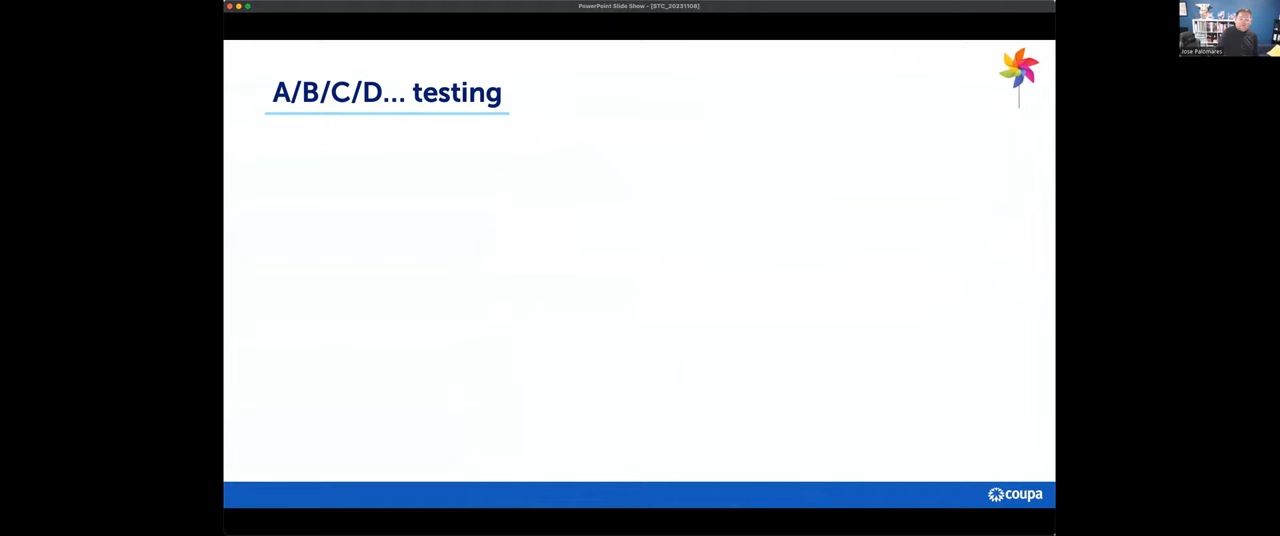 PowerPoint Slide Show - [STC_20231108]
Jose Palomares
A/B/C/D... testing
coupa